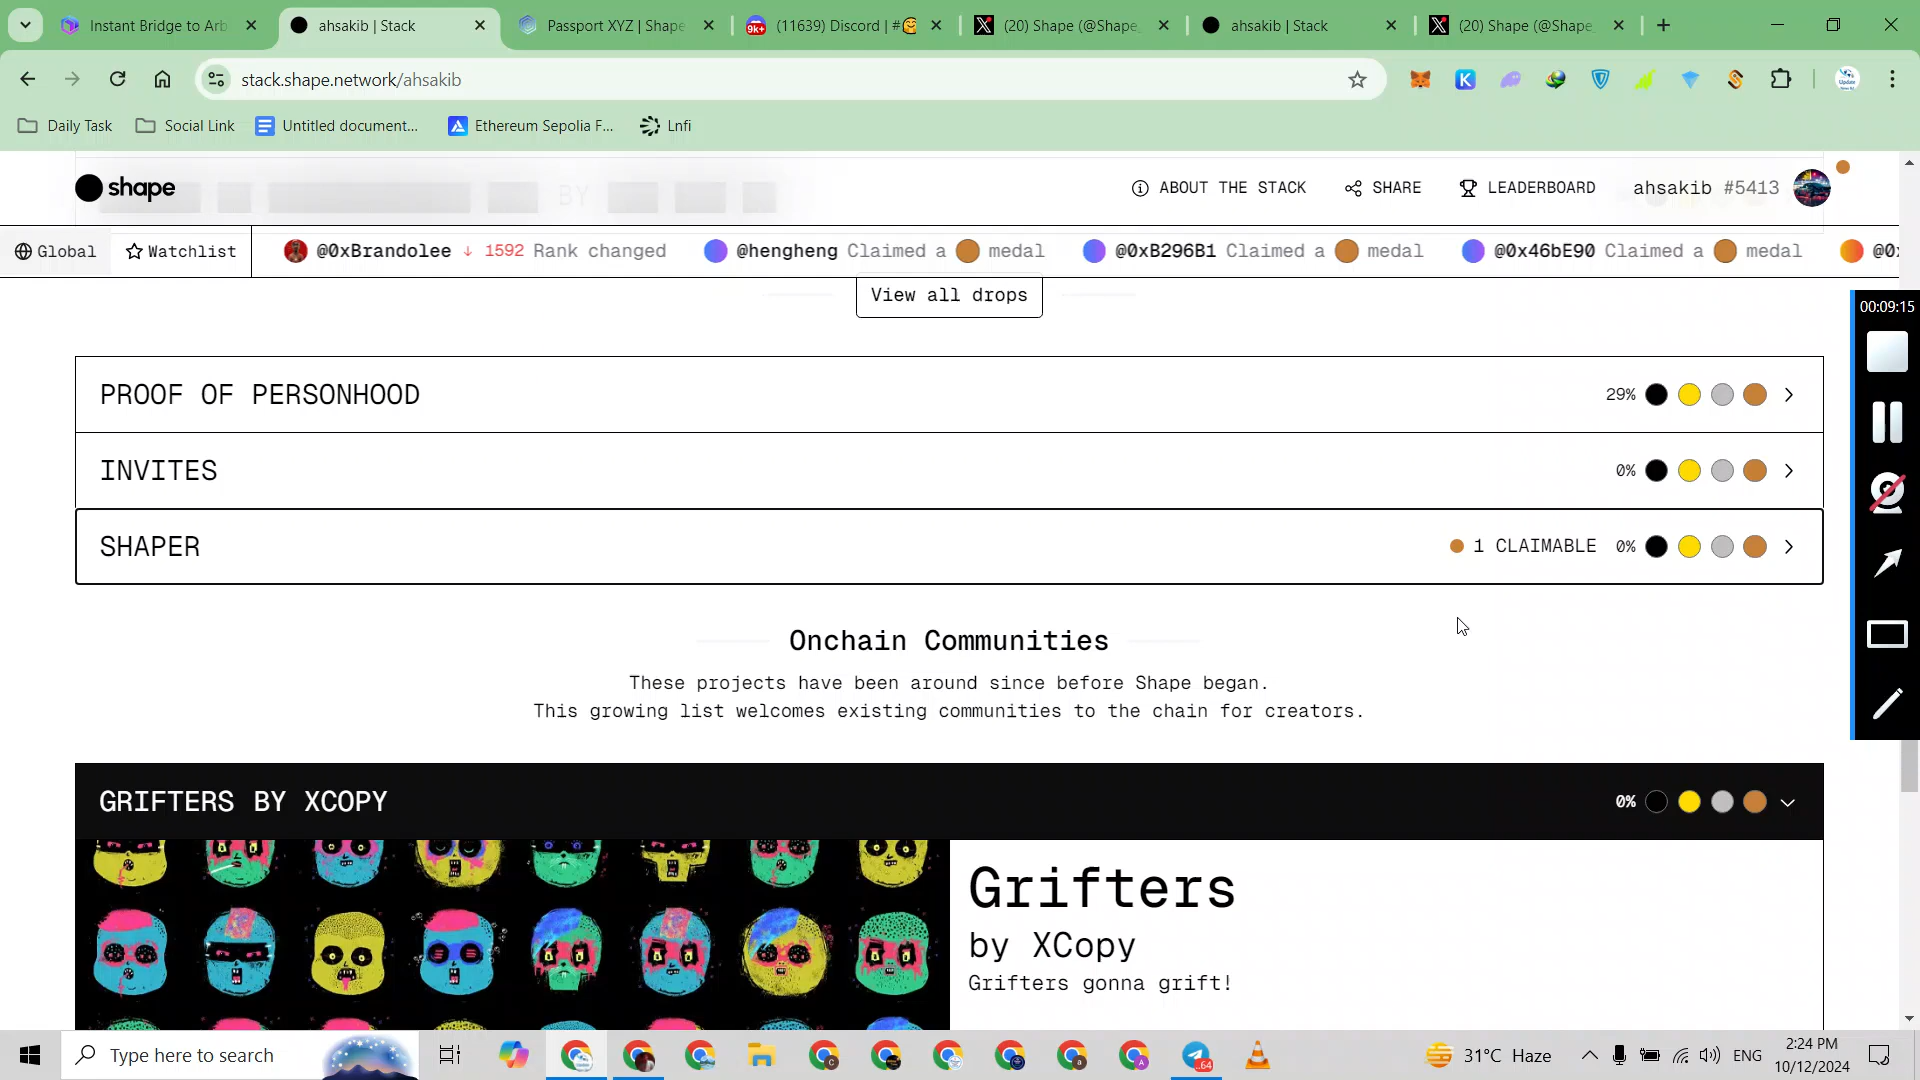 Instant Bridge to Arb
ahsakib | Stack
Passport XYZ | Shape
9k+
(11639) Discord | #🤗
(20) Shape (@Shape_
ahsakib | Stack
(20) Shape (@Shape_
stack.shape.network/ahsakib
Daily Task
Social Link
Untitled document...
Ethereum Sepolia F...
Lnfi
shape
BY
ABOUT THE STACK
SHARE
LEADERBOARD
ahsakib #5413
Global
Watchlist
@0xBrandolee ↓ 1592 Rank changed
@hengheng Claimed a medal
@0xB296B1 Claimed a medal
@0x46bE90 Claimed a medal
View all drops
00:09:15
PROOF OF PERSONHOOD
29%
INVITES
0%
SHAPER
1 CLAIMABLE 0%
Onchain Communities
These projects have been around since before Shape began.
This growing list welcomes existing communities to the chain for creators.
GRIFTERS BY XCOPY
0%
Grifters
by XCopy
Grifters gonna grift!
Type here to search
31°C Haze
ENG
2:24 PM
10/12/2024